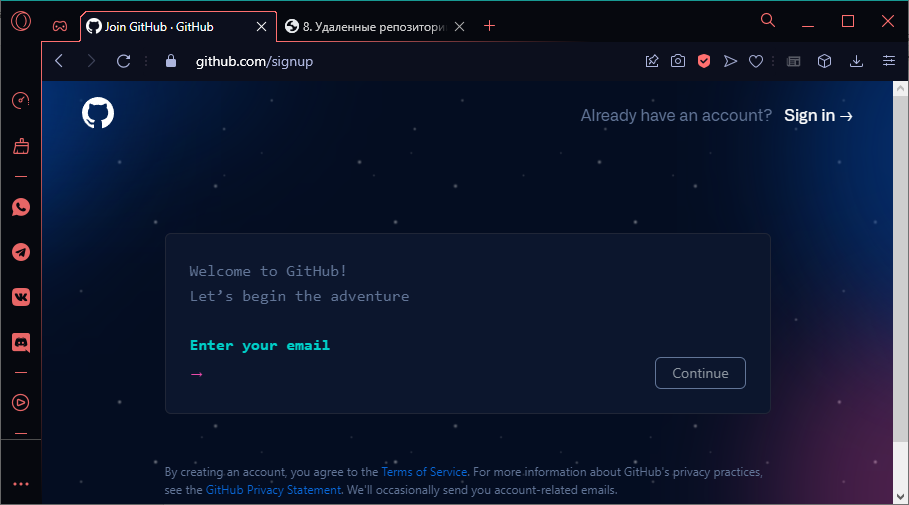 Join GitHub · GitHub
8. Удаленные репозитори
github.com/signup
Already have an account? Sign in →
Welcome to GitHub!
Let’s begin the adventure
Enter your email
→
Continue
By creating an account, you agree to the Terms of Service. For more information about GitHub's privacy practices,
see the GitHub Privacy Statement. We'll occasionally send you account-related emails.